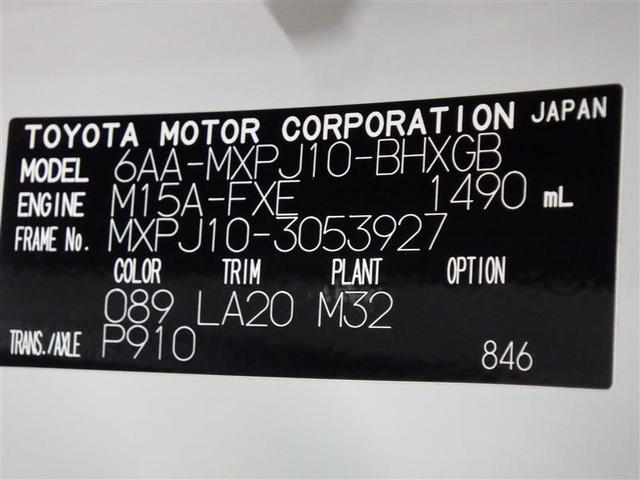 TOYOTA MOTOR CORPORATION JAPAN
MODEL 6AA-MXPJ10-BHXGB
ENGINE M15A-FXE 1490 mL
FRAME No. MXPJ10-3053927
COLOR TRIM PLANT OPTION
089 LA20 M32
TRANS./AXLE P910 846